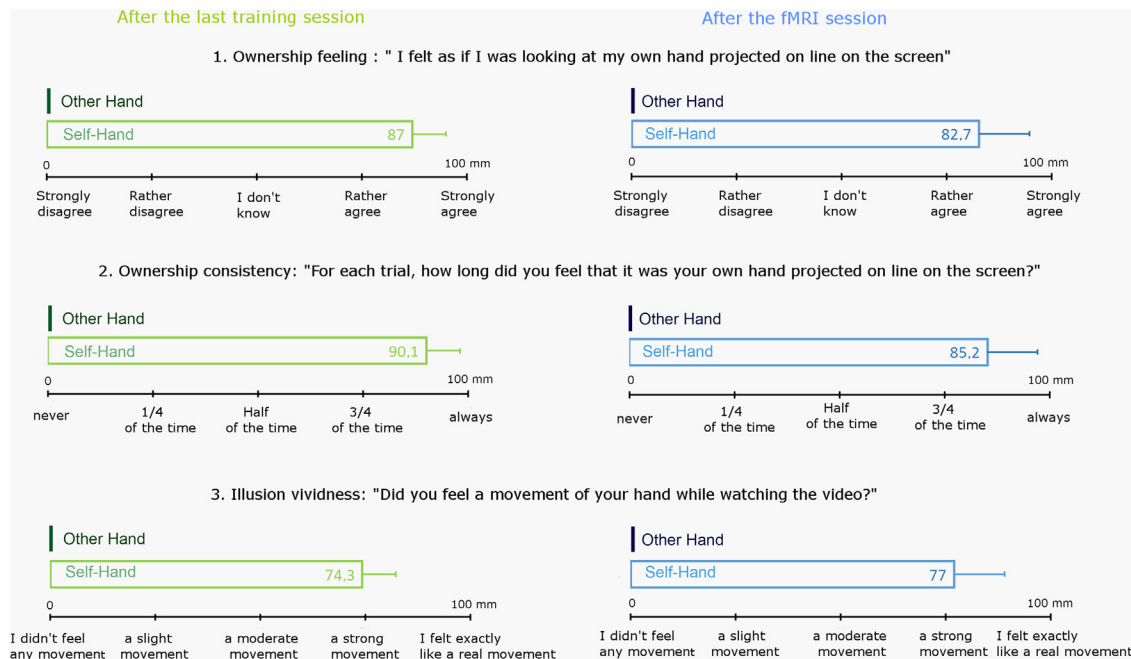 After the last training session
After the fMRI session
1. Ownership feeling : " I felt as if I was looking at my own hand projected on line on the screen"
Other Hand
Self-Hand 87
0 100 mm
Strongly disagree
Rather disagree
I don't know
Rather agree
Strongly agree
Other Hand
Self-Hand 82,7
0 100 mm
Strongly disagree
Rather disagree
I don't know
Rather agree
Strongly agree
2. Ownership consistency: "For each trial, how long did you feel that it was your own hand projected on line on the screen?"
Other Hand
Self-Hand 90,1
0 100 mm
never
1/4 of the time
Half of the time
3/4 of the time
always
Other Hand
Self-Hand 85,2
0 100 mm
never
1/4 of the time
Half of the time
3/4 of the time
always
3. Illusion vividness: "Did you feel a movement of your hand while watching the video?"
Other Hand
Self-Hand 74,3
0 100 mm
I didn't feel any movement
a slight movement
a moderate movement
a strong movement
I felt exactly like a real movement
Other Hand
Self-Hand 77
0 100 mm
I didn't feel any movement
a slight movement
a moderate movement
a strong movement
I felt exactly like a real movement